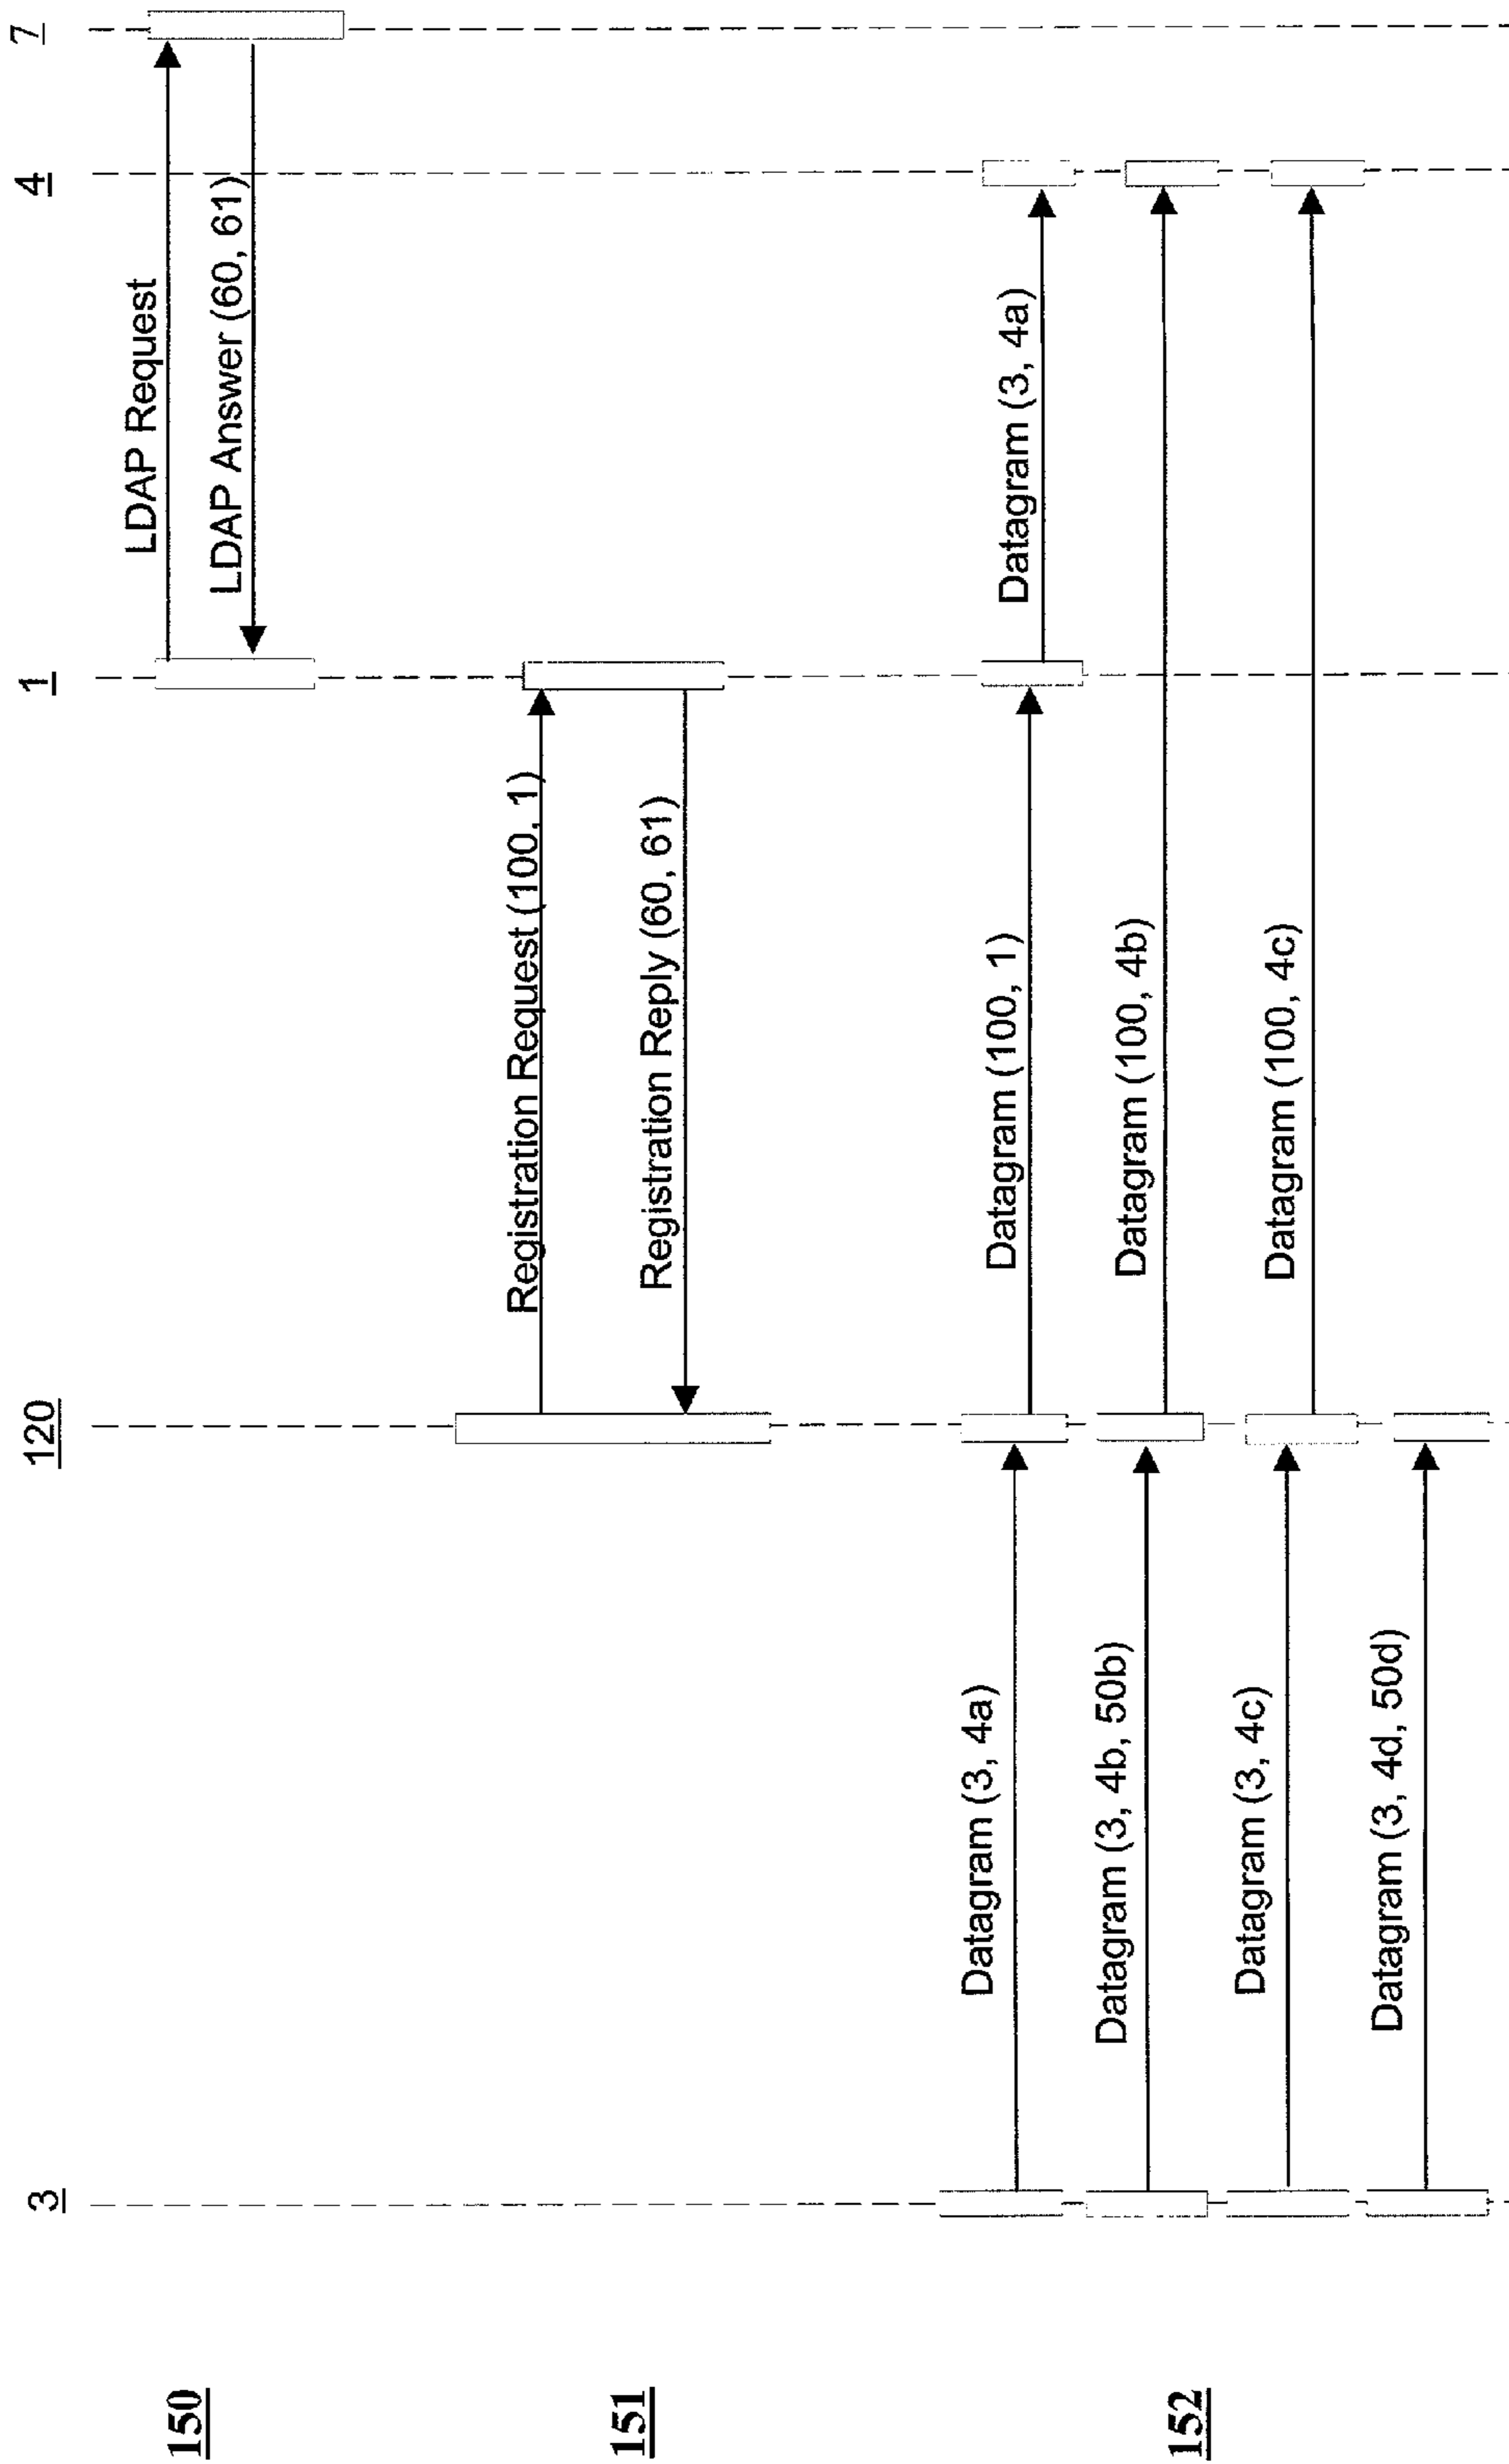 3
120
1
4
7
150
LDAP Request
LDAP Answer (60, 61)
151
Registration Request (100, 1)
Registration Reply (60, 61)
152
Datagram (3, 4a)
Datagram (100, 1)
Datagram (3, 4a)
Datagram (3, 4b, 50b)
Datagram (100, 4b)
Datagram (3, 4c)
Datagram (100, 4c)
Datagram (3, 4d, 50d)